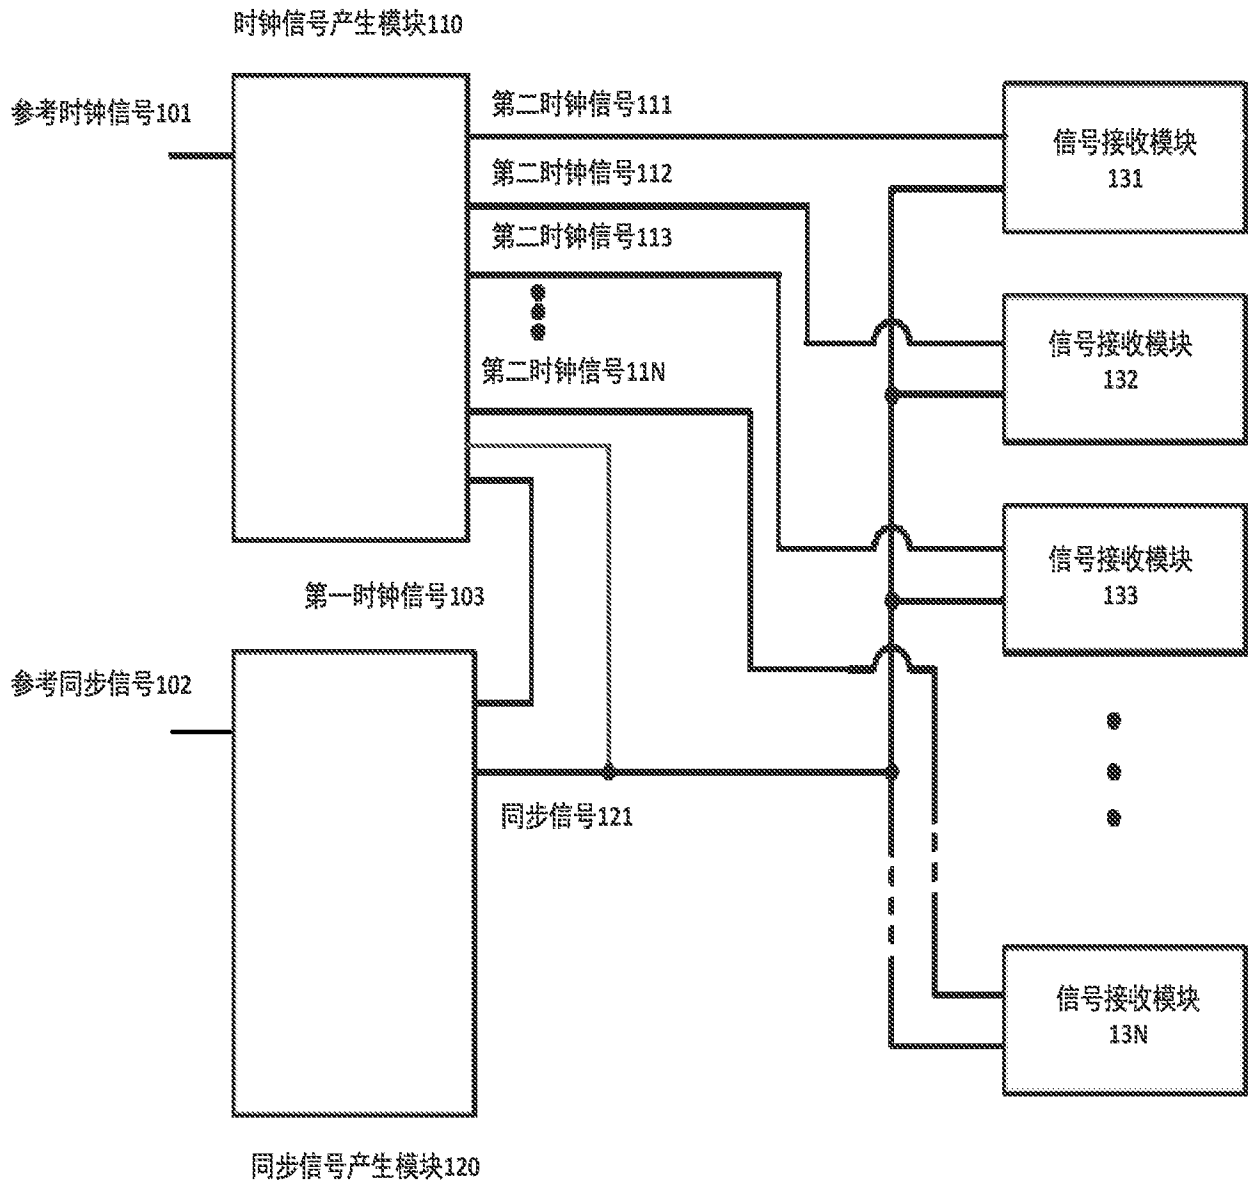 时钟信号产生模块110
参考时钟信号101
第二时钟信号111
信号接收模块
131
第二时钟信号112
第二时钟信号113
信号接收模块
132
第二时钟信号11N
信号接收模块
133
第一时钟信号103
参考同步信号102
同步信号121
信号接收模块
13N
同步信号产生模块120